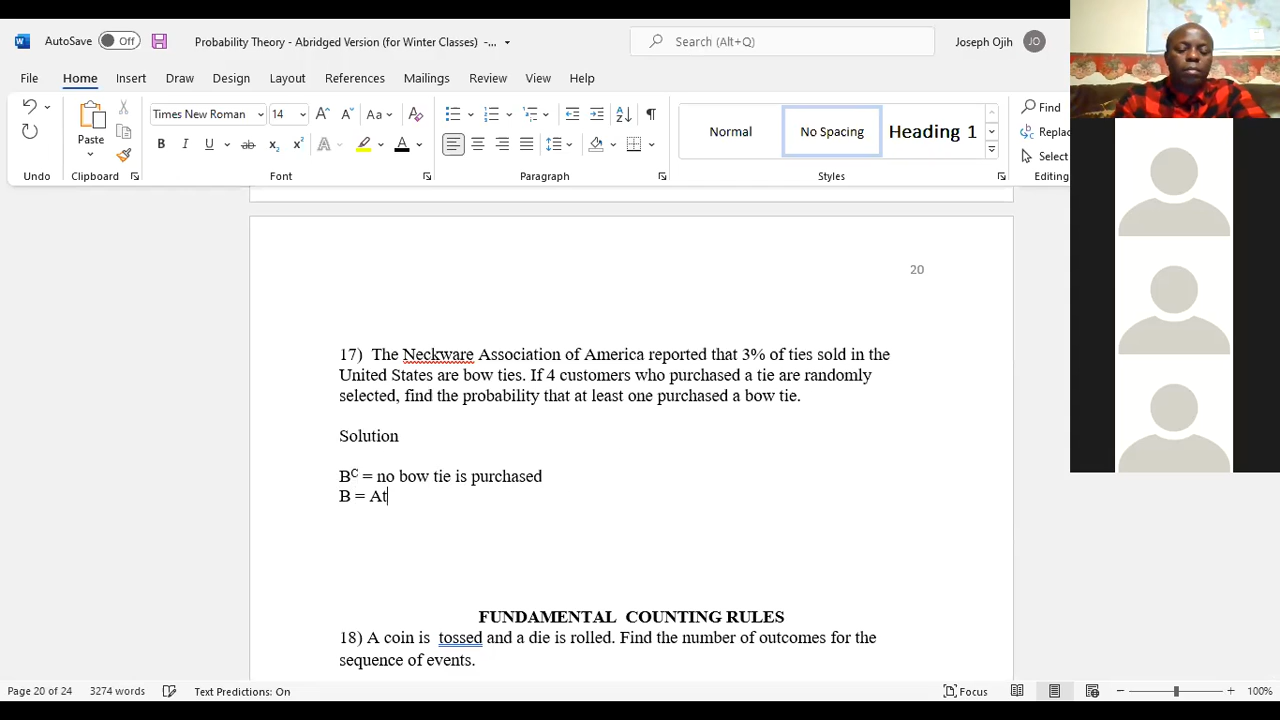 AutoSave Off Probability Theory - Abridged Version (for Winter Classes) -... Search (Alt+Q) Joseph Ojih JO
File Home Insert Draw Design Layout References Mailings Review View Help
Times New Roman 14 Aa Find
Paste Normal No Spacing Heading 1 Replac
B I U ab x2 x2 A A Select
Undo Clipboard Font Paragraph Styles
20
17) The Neckware Association of America reported that 3% of ties sold in the
United States are bow ties. If 4 customers who purchased a tie are randomly
selected, find the probability that at least one purchased a bow tie.
Solution
Bᶜ = no bow tie is purchased
B = At
FUNDAMENTAL COUNTING RULES
18) A coin is tossed and a die is rolled. Find the number of outcomes for the
sequence of events.
Page 20 of 24 3274 words Text Predictions: On Focus 100%